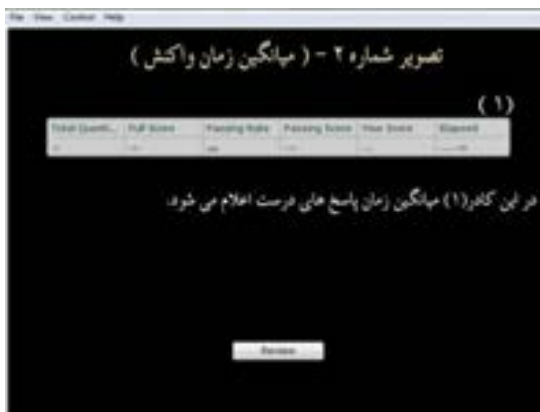 File View Control Help
تصویر شماره ۲ - ( میانگین زمان واکنش )
( ۱ )
Total Questi... Full Score Passing Rate Passing Score Your Score Elapsed
در این کادر(۱) میانگین زمان پاسخ های درست اعلام می شود.
Review